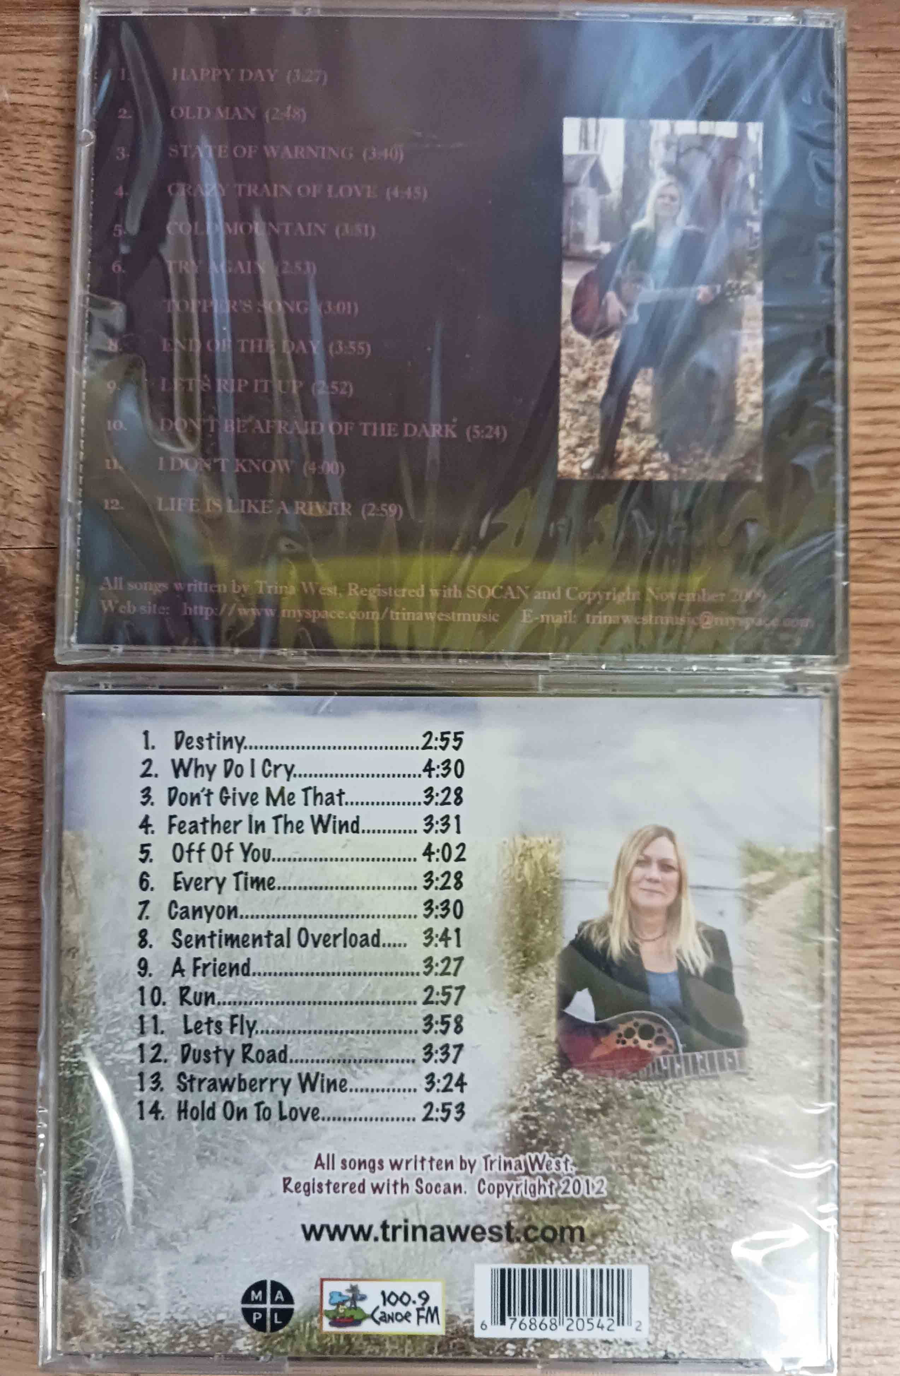 1. HAPPY DAY (3:27)
2. OLD MAN (2:48)
3. STATE OF WARNING (3:40)
4. CRAZY TRAIN OF LOVE (4:45)
5. COLD MOUNTAIN (3:51)
6. TRY AGAIN (2:53)
TOPPER'S SONG (3:01)
8. END OF THE DAY (3:55)
9. LET'S RIP IT UP (2:52)
10. DON'T BE AFRAID OF THE DARK (5:24)
11. I DON'T KNOW (4:00)
12. LIFE IS LIKE A RIVER (2:59)
All songs written by Trina West, Registered with SOCAN and Copyright November 2009
Web site: http://www.myspace.com/trinawestmusic E-mail: trinawestmusic@myspace.com
1. Destiny..................................2:55
2. Why Do I Cry.........................4:30
3. Don't Give Me That...............3:28
4. Feather In The Wind........... 3:31
5. Off Of You............................ 4:02
6. Every Time........................... 3:28
7. Canyon.................................. 3:30
8. Sentimental Overload..... 3:41
9. A Friend................................3:27
10. Run....................................... 2:57
11. Lets Fly............................... 3:58
12. Dusty Road......................... 3:37
13. Strawberry Wine............. 3:24
14. Hold On To Love................... 2:53
All songs written by Trina West.
Registered with Socan. Copyright 2012
www.trinawest.com
M A P L
100.9
Canoe FM
6 76868 20542 2